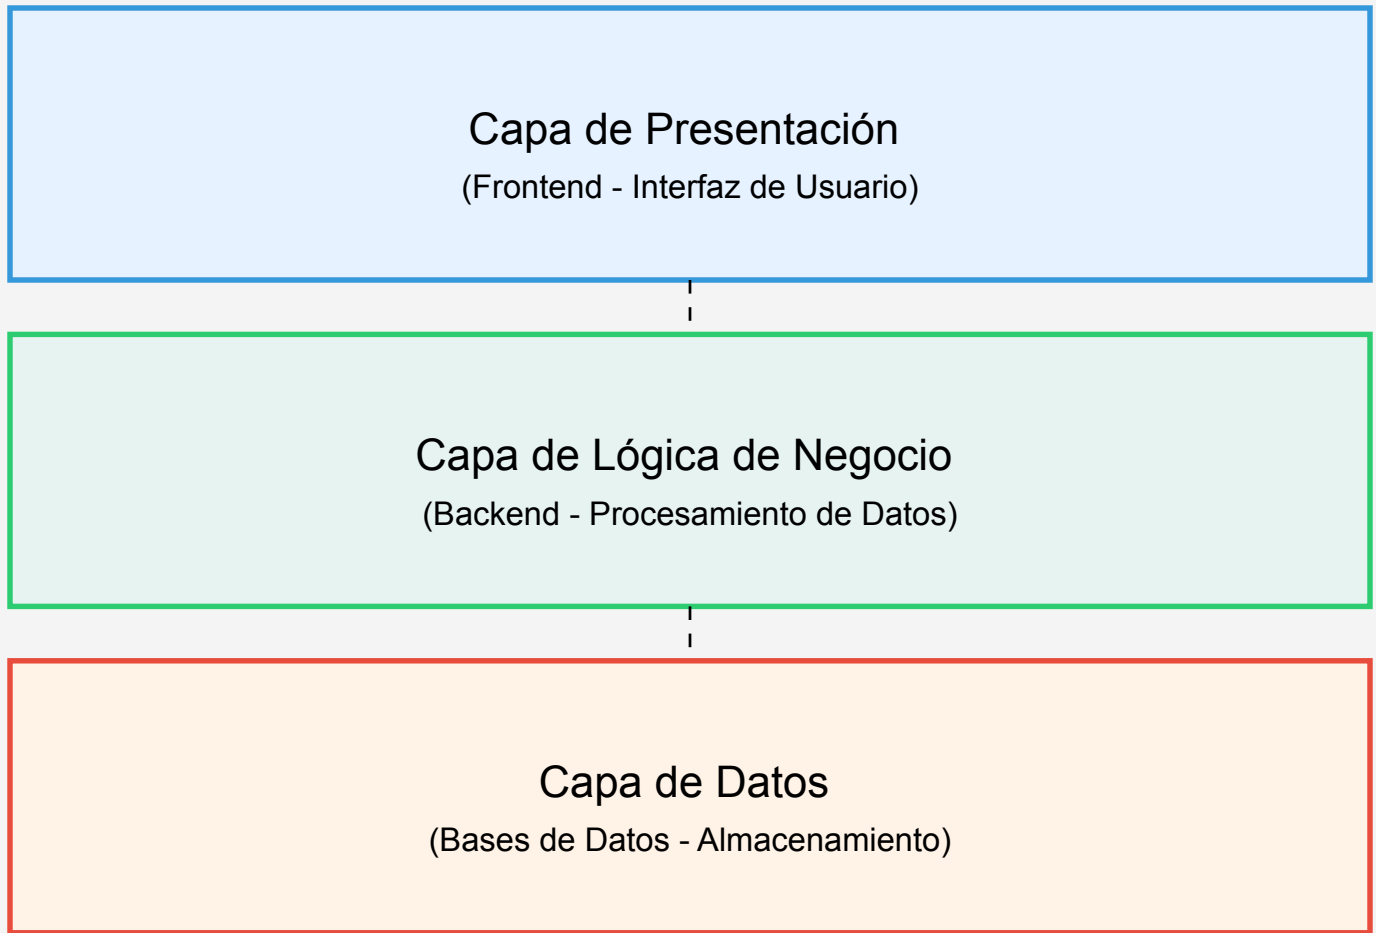 Capa de Presentación
(Frontend - Interfaz de Usuario)
Capa de Lógica de Negocio
(Backend - Procesamiento de Datos)
Capa de Datos
(Bases de Datos - Almacenamiento)